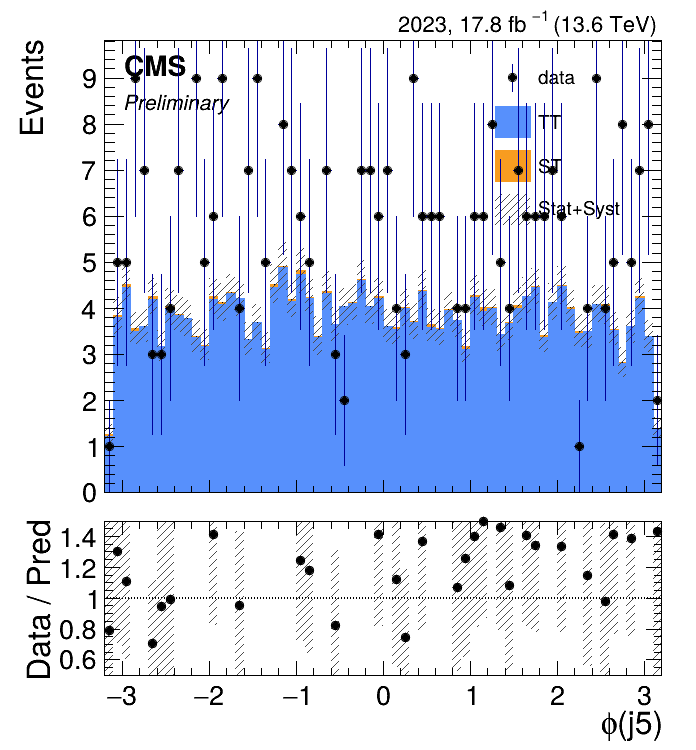 2023, 17.8 fb⁻¹ (13.6 TeV)
CMS
Preliminary
Events
9
8
7
6
5
4
3
2
1
0
data
TT
ST
Stat+Syst
Data / Pred
1.4
1.2
1
0.8
0.6
−3
−2
−1
0
1
2
3
ϕ(j5)